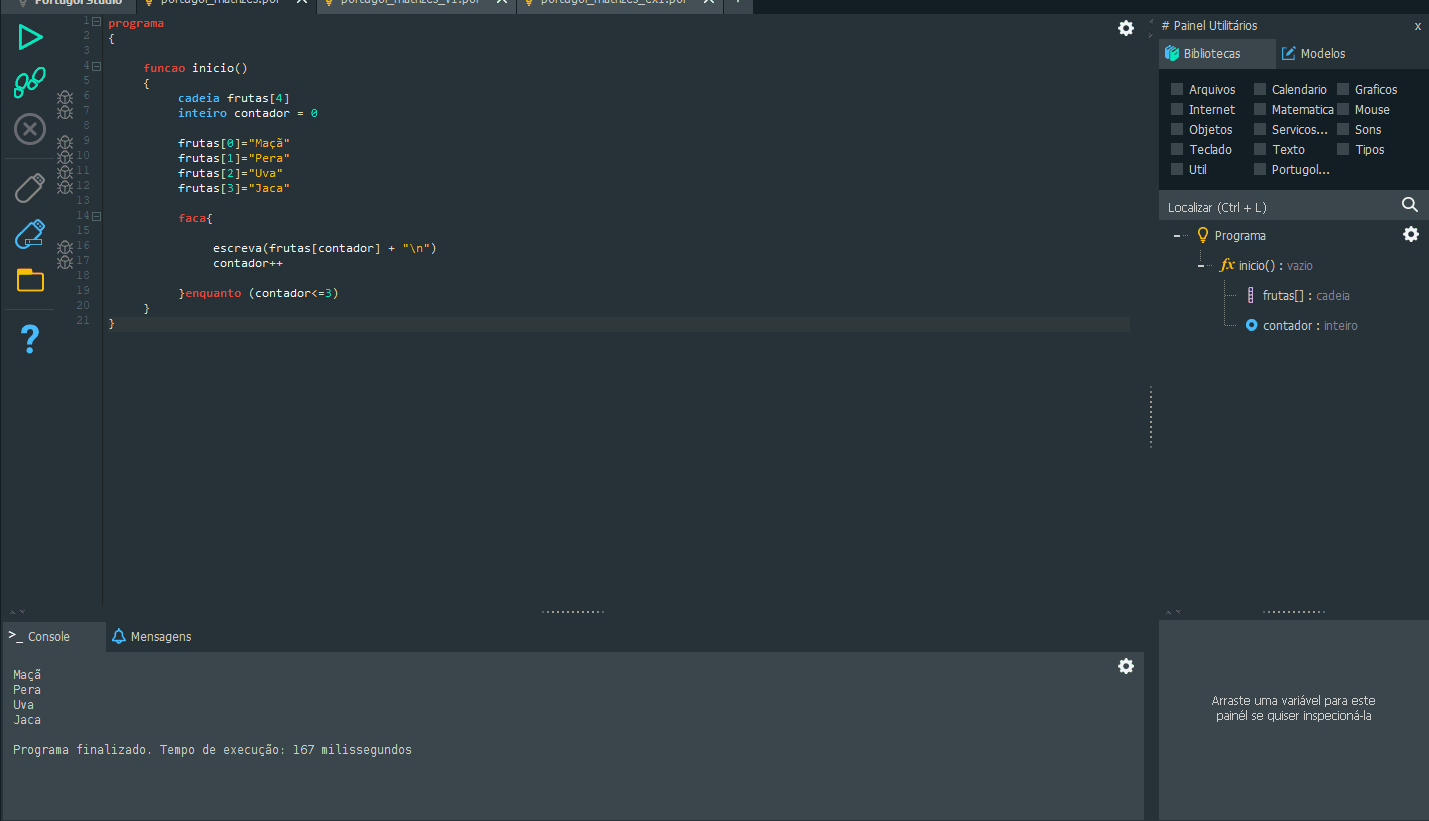 PortugolStudio
portugol_matrizes.por
portugol_matrizes_v1.por
portugol_matrizes_ex1.por
1 programa
2 {
3
4 funcao inicio()
5 {
6 cadeia frutas[4]
7 inteiro contador = 0
8
9 frutas[0]="Maçã"
10 frutas[1]="Pera"
11 frutas[2]="Uva"
12 frutas[3]="Jaca"
13
14 faca{
15
16 escreva(frutas[contador] + "\n")
17 contador++
18
19 }enquanto (contador<=3)
20 }
21 }
# Painel Utilitários x
Bibliotecas Modelos
Arquivos Calendario Graficos
Internet Matematica Mouse
Objetos Servicos... Sons
Teclado Texto Tipos
Util Portugol...
Localizar (Ctrl + L)
Programa
fx inicio() : vazio
frutas[] : cadeia
contador : inteiro
>_ Console Mensagens
Maçã
Pera
Uva
Jaca
Programa finalizado. Tempo de execução: 167 milissegundos
Arraste uma variável para este
painél se quiser inspecioná-la
?